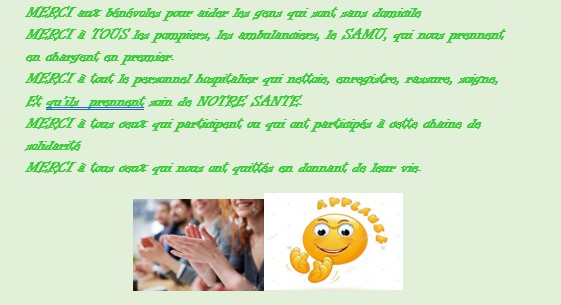 MERCI aux bénévoles pour aider les gens qui sont sans domicile
MERCI à TOUS les pompiers, les ambulanciers, le SAMU, qui nous prennent
en chargent en premier.
MERCI à tout le personnel hospitalier qui nettoie, enregistre, rassure, soigne,
Et qu'ils prennent soin de NOTRE SANTE.
MERCI à tous ceux qui participent ou qui ont participés à cette chaine de
solidarité
MERCI à tous ceux qui nous ont quittés en donnant de leur vie.
APPLAUSE